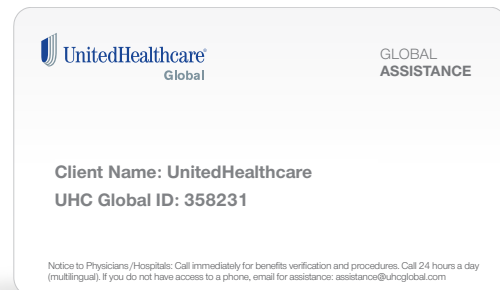 UnitedHealthcare®
Global
GLOBAL
ASSISTANCE
Client Name: UnitedHealthcare
UHC Global ID: 358231
Notice to Physicians/Hospitals: Call immediately for benefits verification and procedures. Call 24 hours a day
(multilingual). If you do not have access to a phone, email for assistance: assistance@uhcglobal.com